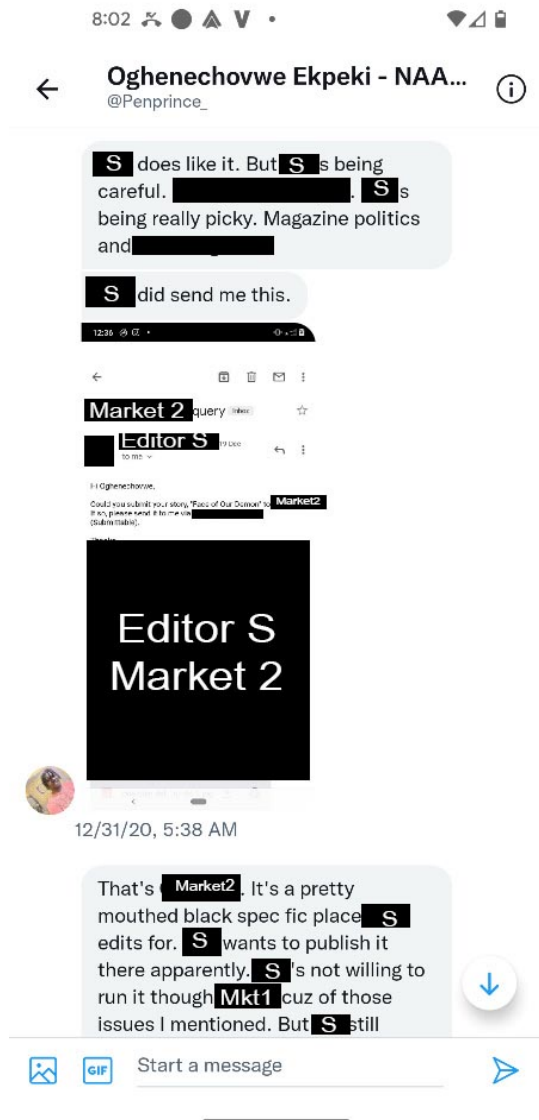 8:02
Oghenechovwe Ekpeki - NAA...
@Penprince_
S does like it. But S s being
careful. . S s
being really picky. Magazine politics
and
S did send me this.
12:36
Market 2 query Inbox
Editor S 19 Dec
to me
Hi Oghenechovwe,
Could you submit your story, "Face of Our Demon" to Market2
If so, please send it to me via
(Submittable).
Editor S
Market 2
12/31/20, 5:38 AM
That's Market2 . It's a pretty
mouthed black spec fic place S
edits for. S wants to publish it
there apparently. S 's not willing to
run it though Mkt1 cuz of those
issues I mentioned. But S still
GIF Start a message